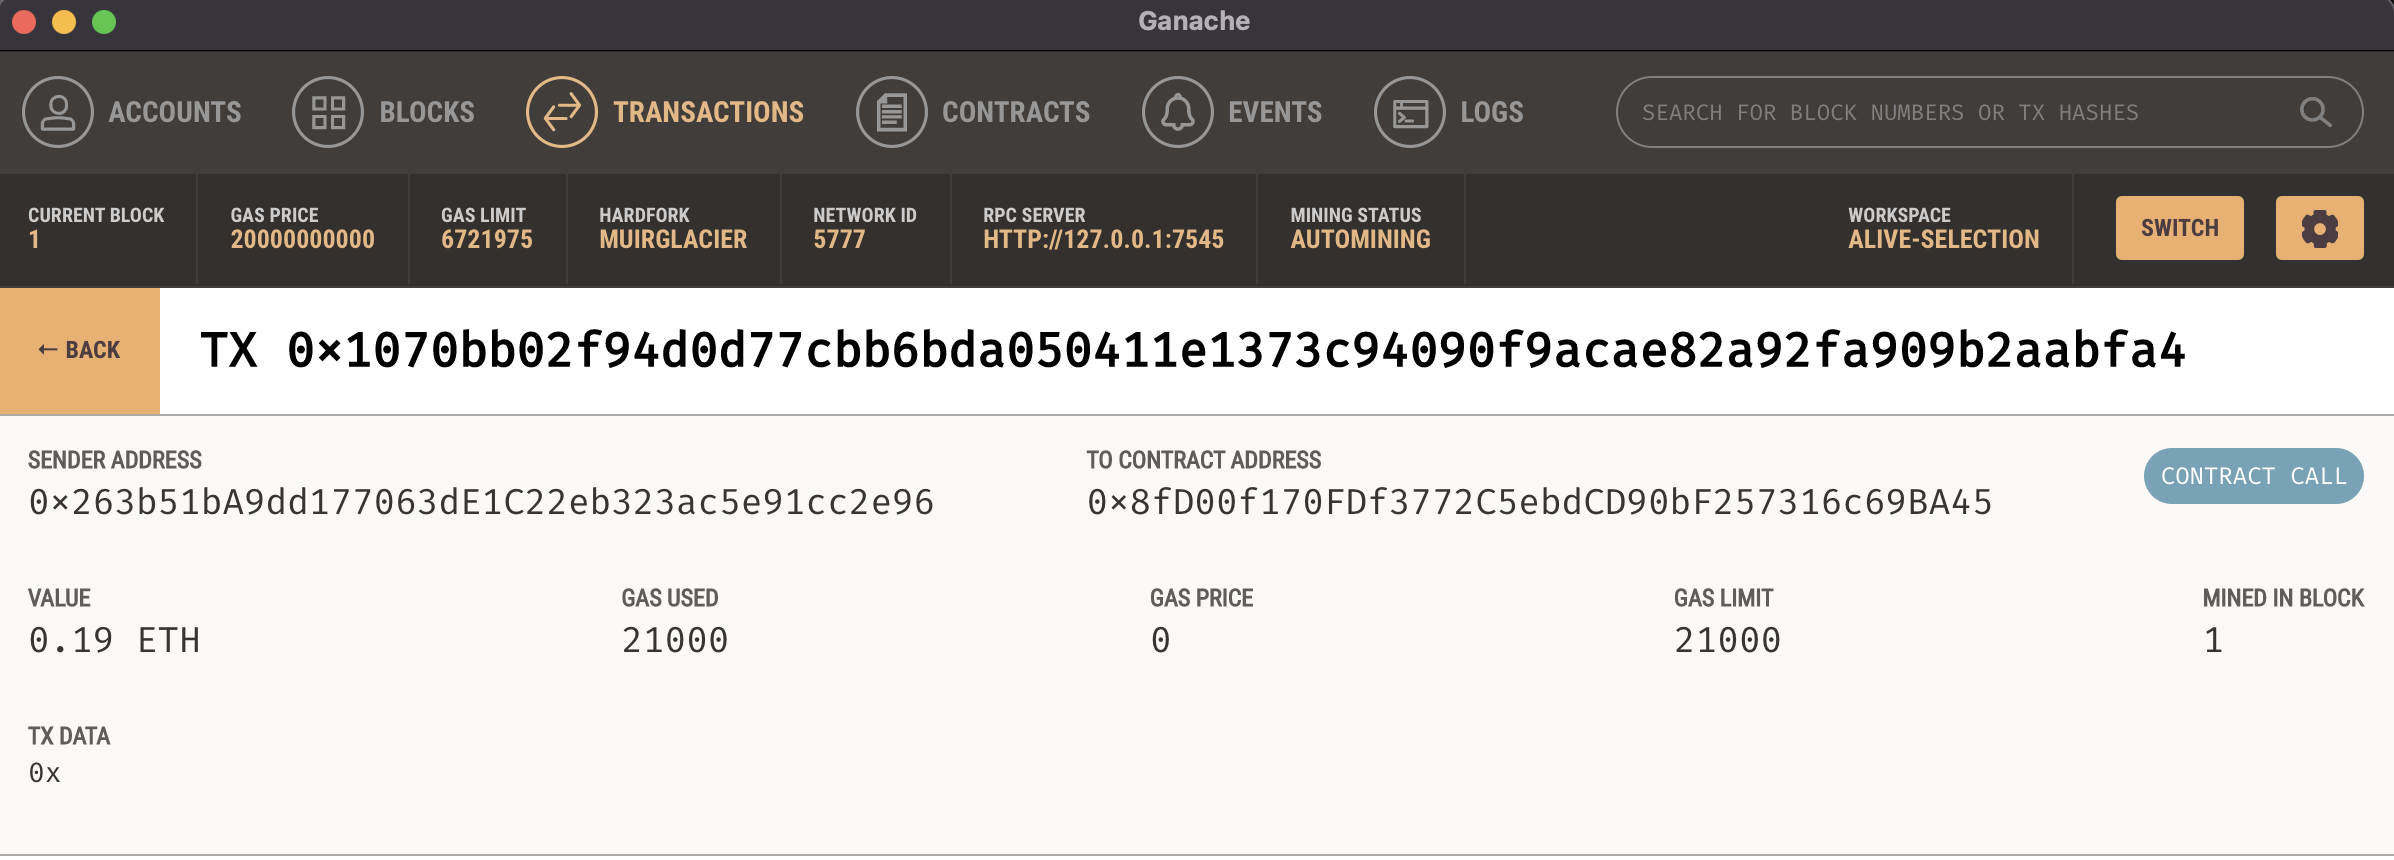 Ganache
ACCOUNTS BLOCKS TRANSACTIONS CONTRACTS EVENTS LOGS SEARCH FOR BLOCK NUMBERS OR TX HASHES
CURRENT BLOCK GAS PRICE GAS LIMIT HARDFORK NETWORK ID RPC SERVER MINING STATUS WORKSPACE
1 20000000000 6721975 MUIRGLACIER 5777 HTTP://127.0.0.1:7545 AUTOMINING ALIVE-SELECTION SWITCH
← BACK TX 0×1070bb02f94d0d77cbb6bda050411e1373c94090f9acae82a92fa909b2aabfa4
SENDER ADDRESS TO CONTRACT ADDRESS
0×263b51bA9dd177063dE1C22eb323ac5e91cc2e96 0×8fD00f170FDf3772C5ebdCD90bF257316c69BA45 CONTRACT CALL
VALUE GAS USED GAS PRICE GAS LIMIT MINED IN BLOCK
0.19 ETH 21000 0 21000 1
TX DATA
0x